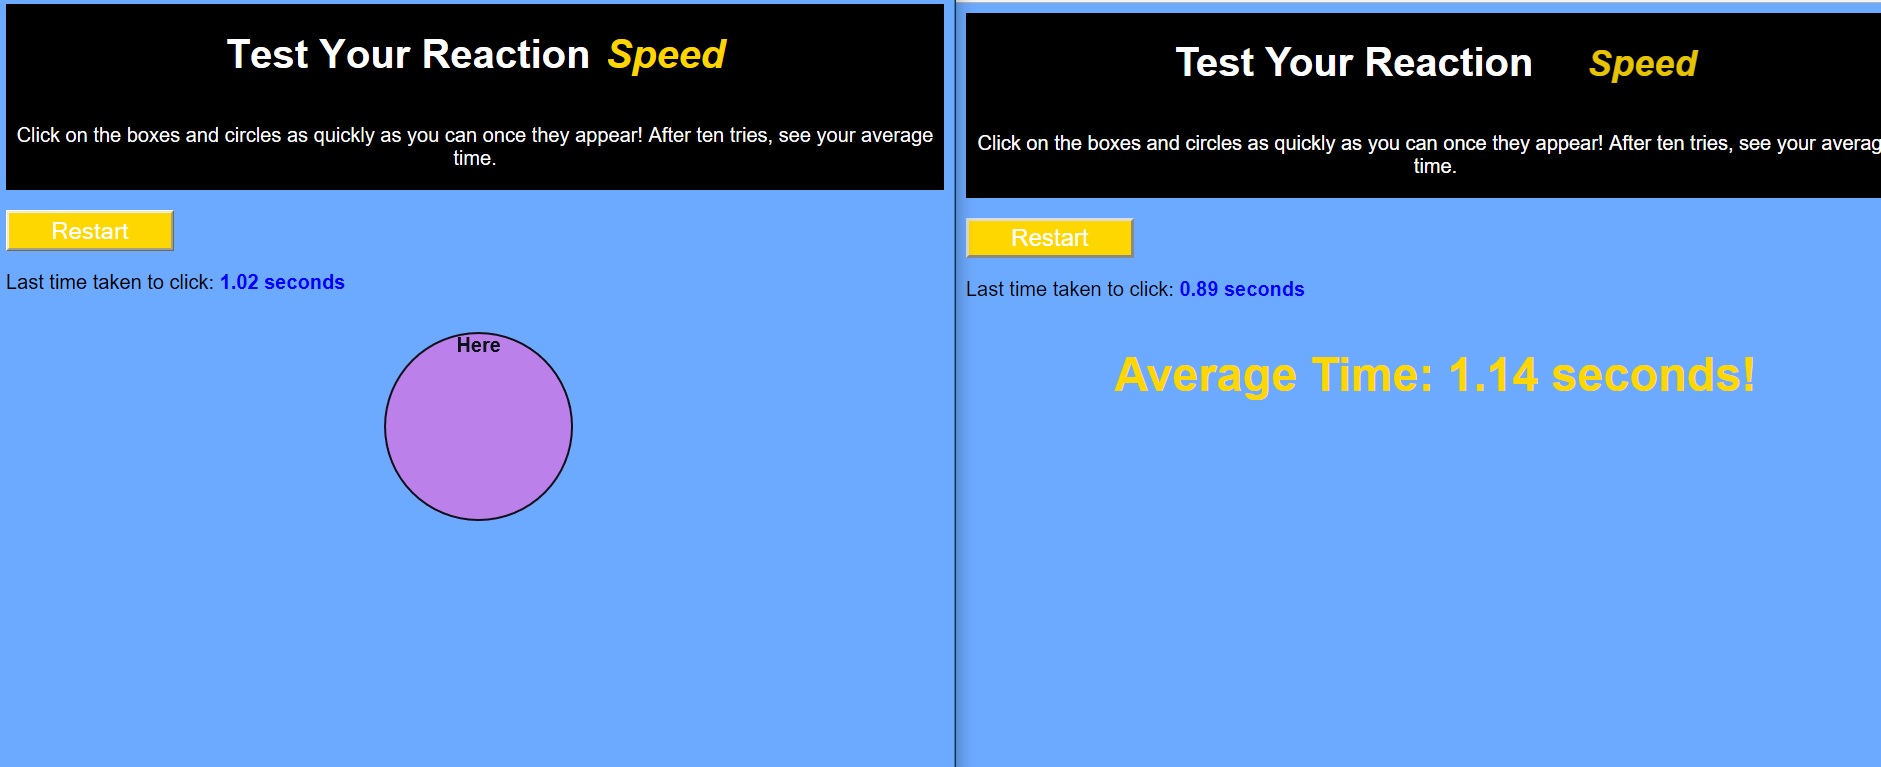 Test Your Reaction Speed
Click on the boxes and circles as quickly as you can once they appear! After ten tries, see your average
time.
Restart
Last time taken to click: 1.02 seconds
Here
Test Your Reaction Speed
Click on the boxes and circles as quickly as you can once they appear! After ten tries, see your averag
time.
Restart
Last time taken to click: 0.89 seconds
Average Time: 1.14 seconds!